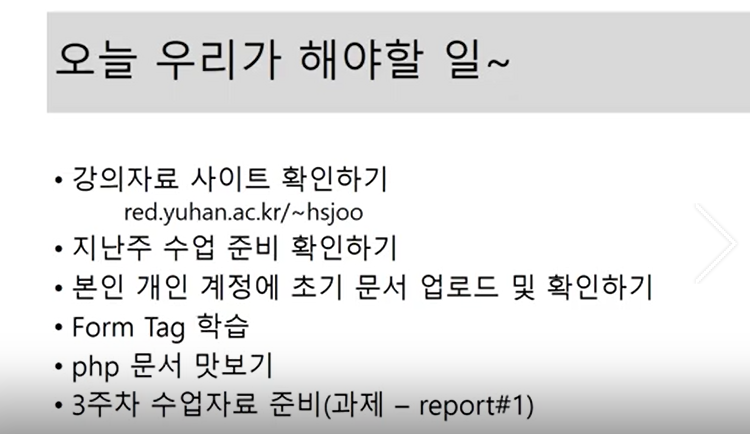 오늘 우리가 해야할 일~
• 강의자료 사이트 확인하기
red.yuhan.ac.kr/~hsjoo
• 지난주 수업 준비 확인하기
• 본인 개인 계정에 초기 문서 업로드 및 확인하기
• Form Tag 학습
• php 문서 맛보기
• 3주차 수업자료 준비(과제 – report#1)